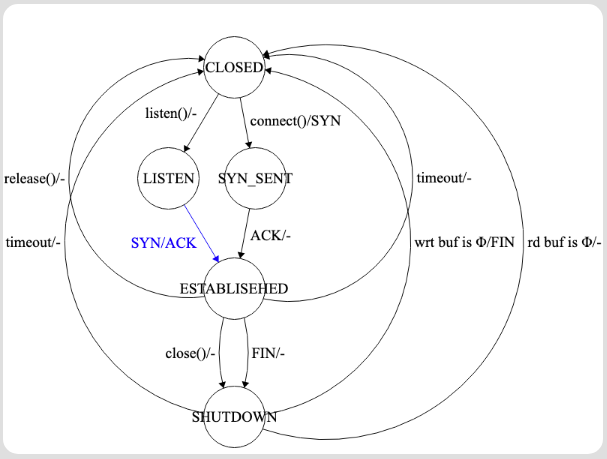 CLOSED
listen()/-
connect()/SYN
release()/-
LISTEN
SYN_SENT
timeout/-
timeout/-
SYN/ACK
ACK/-
wrt buf is Φ/FIN
rd buf is Φ/-
ESTABLISEHED
close()/-
FIN/-
SHUTDOWN